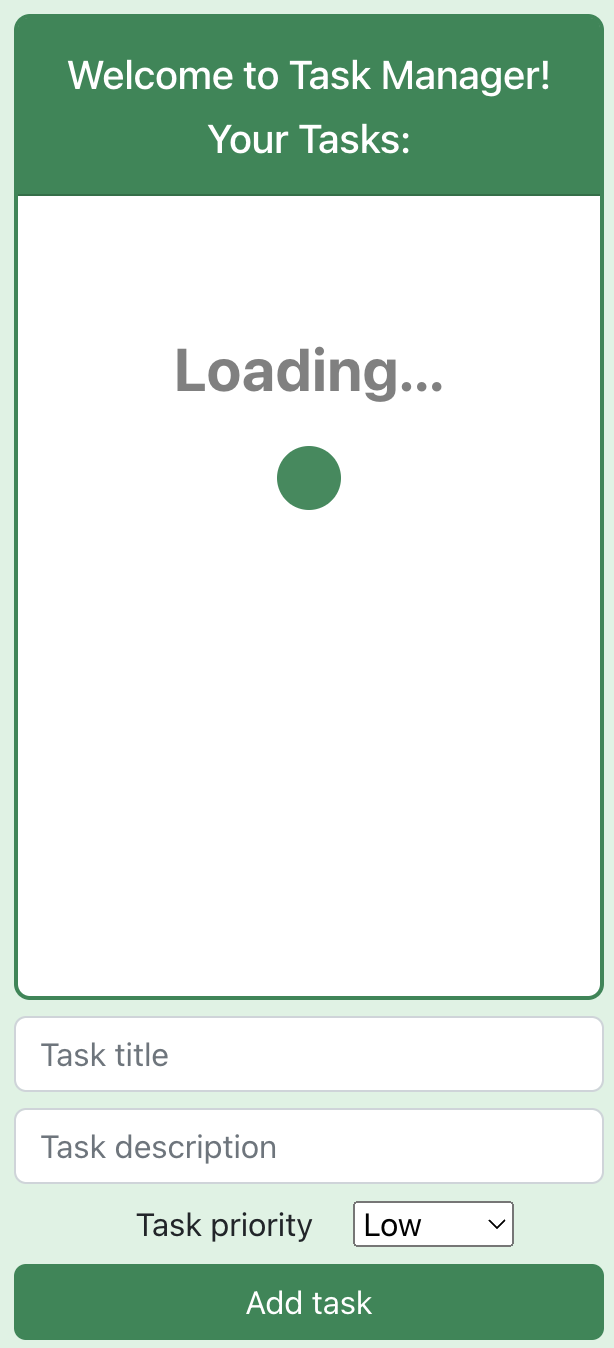 Welcome to Task Manager!
Your Tasks:
Loading...
Task title
Task description
Task priority Low
Add task